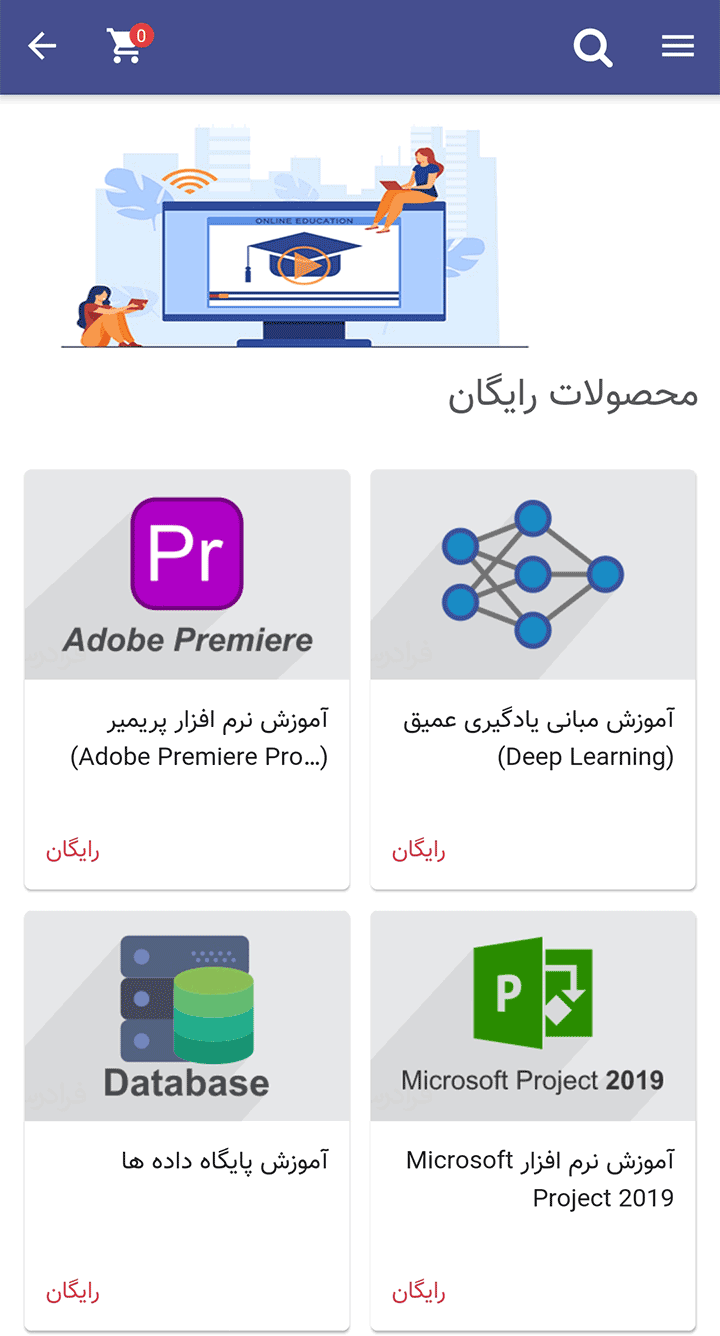 0
ONLINE EDUCATION
محصولات رایگان
آموزش مبانی یادگیری عمیق
(Deep Learning)
رایگان
Pr
Adobe Premiere
آموزش نرم افزار پریمیر
(Adobe Premiere Pro...)
رایگان
P
Microsoft Project 2019
آموزش نرم افزار Microsoft
Project 2019
رایگان
Database
آموزش پایگاه داده ها
رایگان